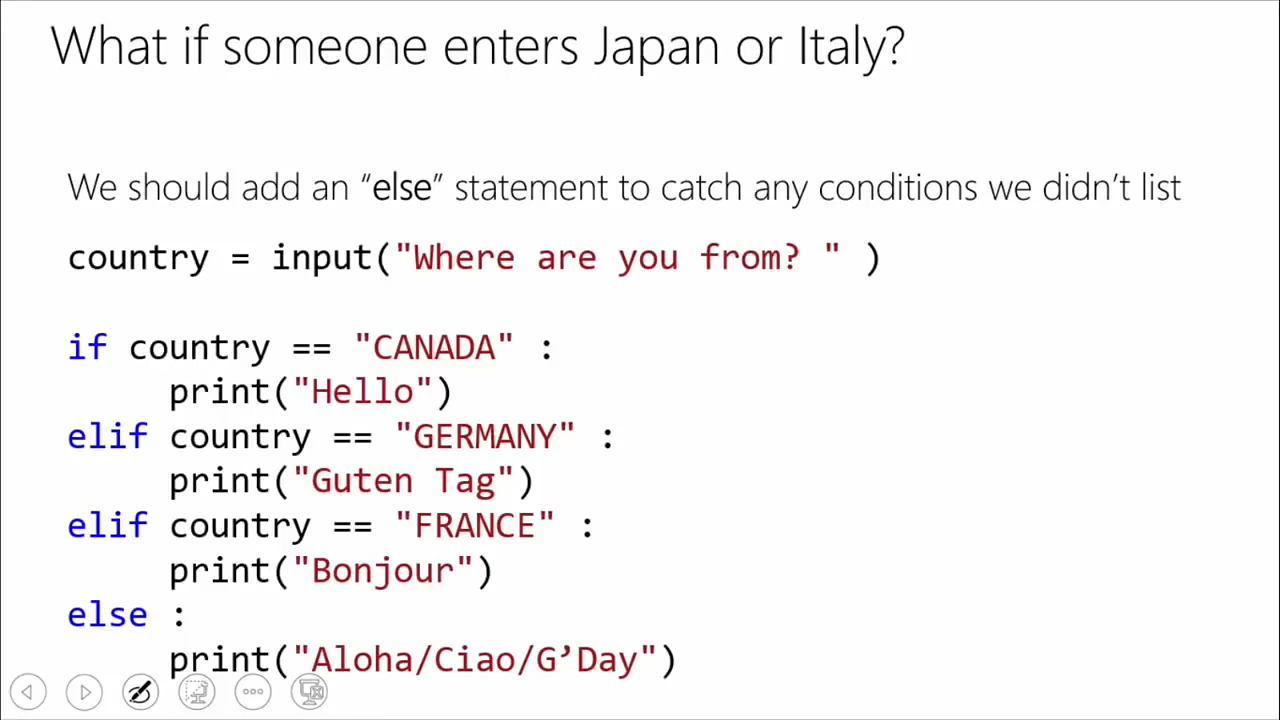 What if someone enters Japan or Italy?
We should add an “else” statement to catch any conditions we didn’t list
country = input("Where are you from? " )
if country == "CANADA" :
print("Hello")
elif country == "GERMANY" :
print("Guten Tag")
elif country == "FRANCE" :
print("Bonjour")
else :
print("Aloha/Ciao/G’Day")